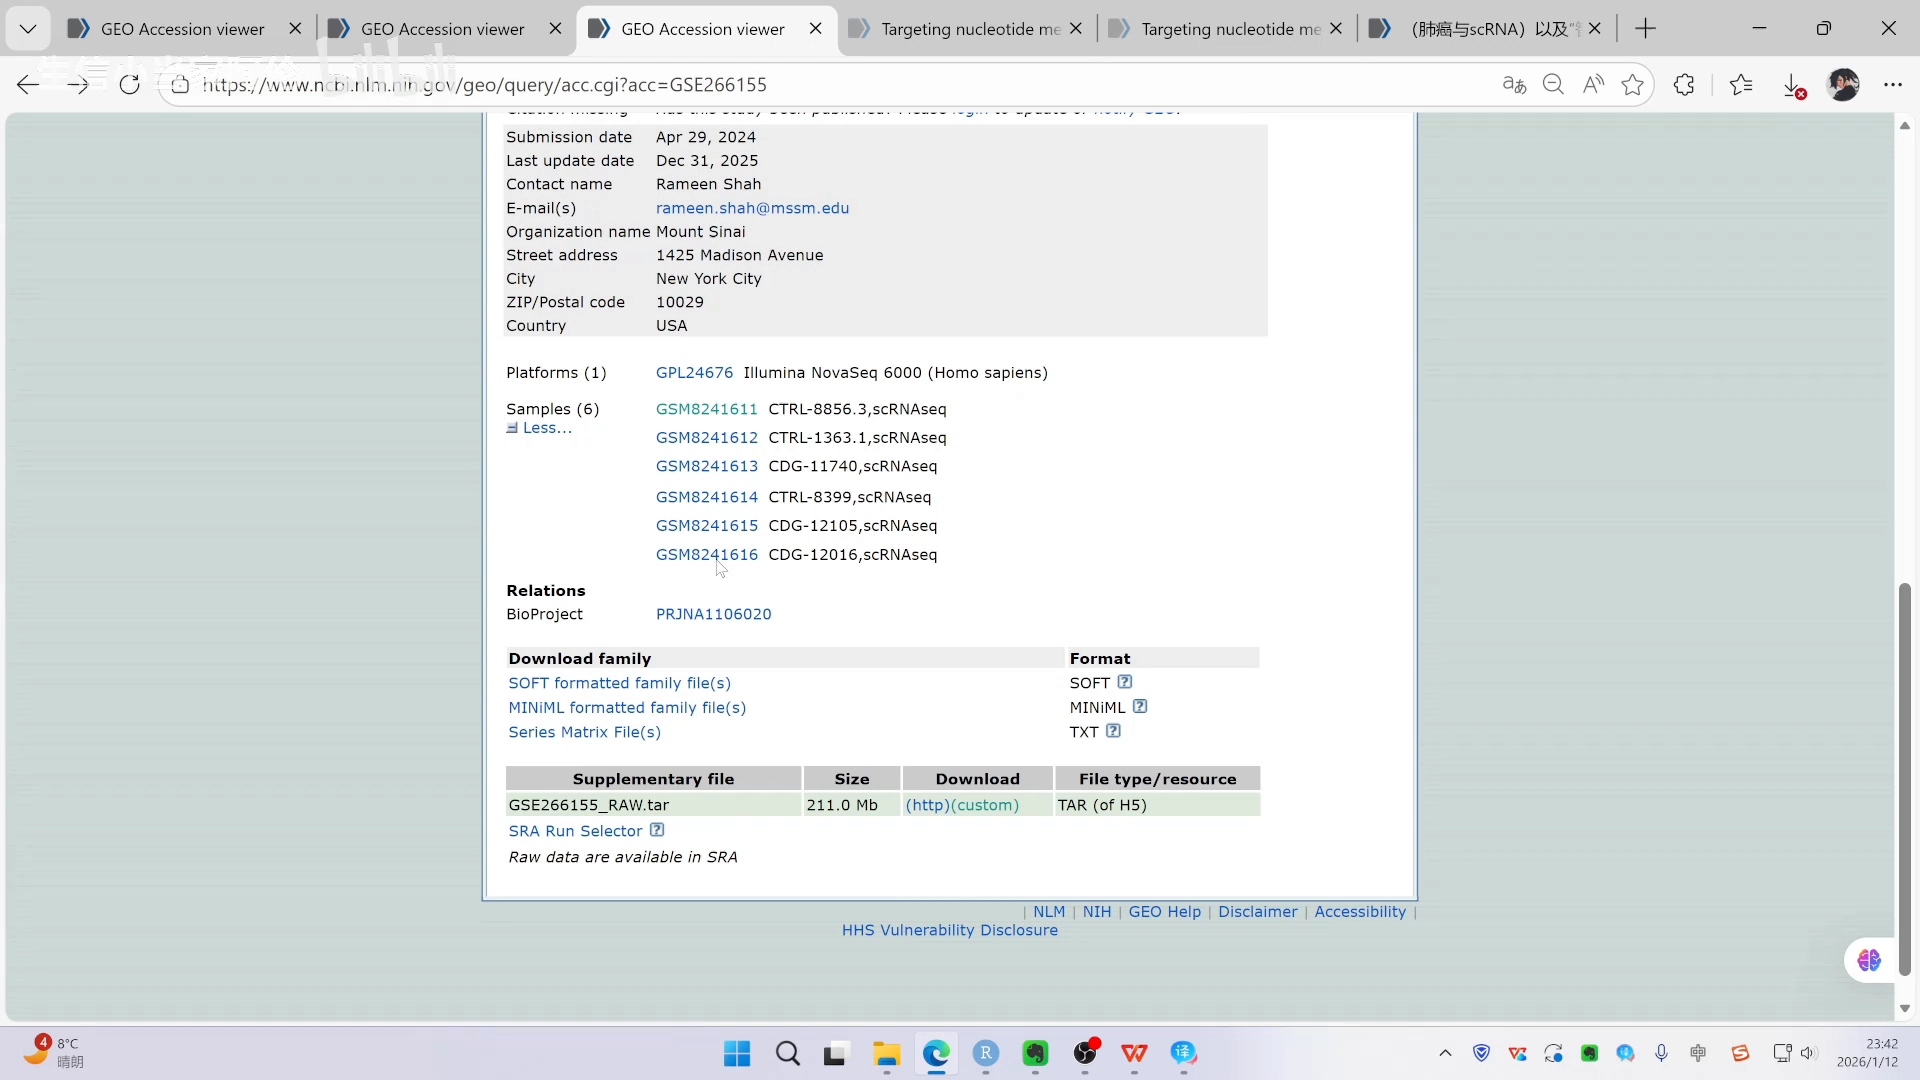 GEO Accession viewer
GEO Accession viewer
GEO Accession viewer
Targeting nucleotide me
Targeting nucleotide me
（肺癌与scRNA）以及
https://www.ncbi.nlm.nih.gov/geo/query/acc.cgi?acc=GSE266155
Submission date Apr 29, 2024
Last update date Dec 31, 2025
Contact name Rameen Shah
E-mail(s) rameen.shah@mssm.edu
Organization name Mount Sinai
Street address 1425 Madison Avenue
City New York City
ZIP/Postal code 10029
Country USA
Platforms (1) GPL24676 Illumina NovaSeq 6000 (Homo sapiens)
Samples (6) GSM8241611 CTRL-8856.3,scRNAseq
Less...
GSM8241612 CTRL-1363.1,scRNAseq
GSM8241613 CDG-11740,scRNAseq
GSM8241614 CTRL-8399,scRNAseq
GSM8241615 CDG-12105,scRNAseq
GSM8241616 CDG-12016,scRNAseq
Relations
BioProject PRJNA1106020
Download family Format
SOFT formatted family file(s) SOFT ?
MINiML formatted family file(s) MINiML ?
Series Matrix File(s) TXT ?
Supplementary file Size Download File type/resource
GSE266155_RAW.tar 211.0 Mb (http)(custom) TAR (of H5)
SRA Run Selector ?
Raw data are available in SRA
| NLM | NIH | GEO Help | Disclaimer | Accessibility |
HHS Vulnerability Disclosure
4
8°C
晴朗
R
译
中
23:42
2026/1/12